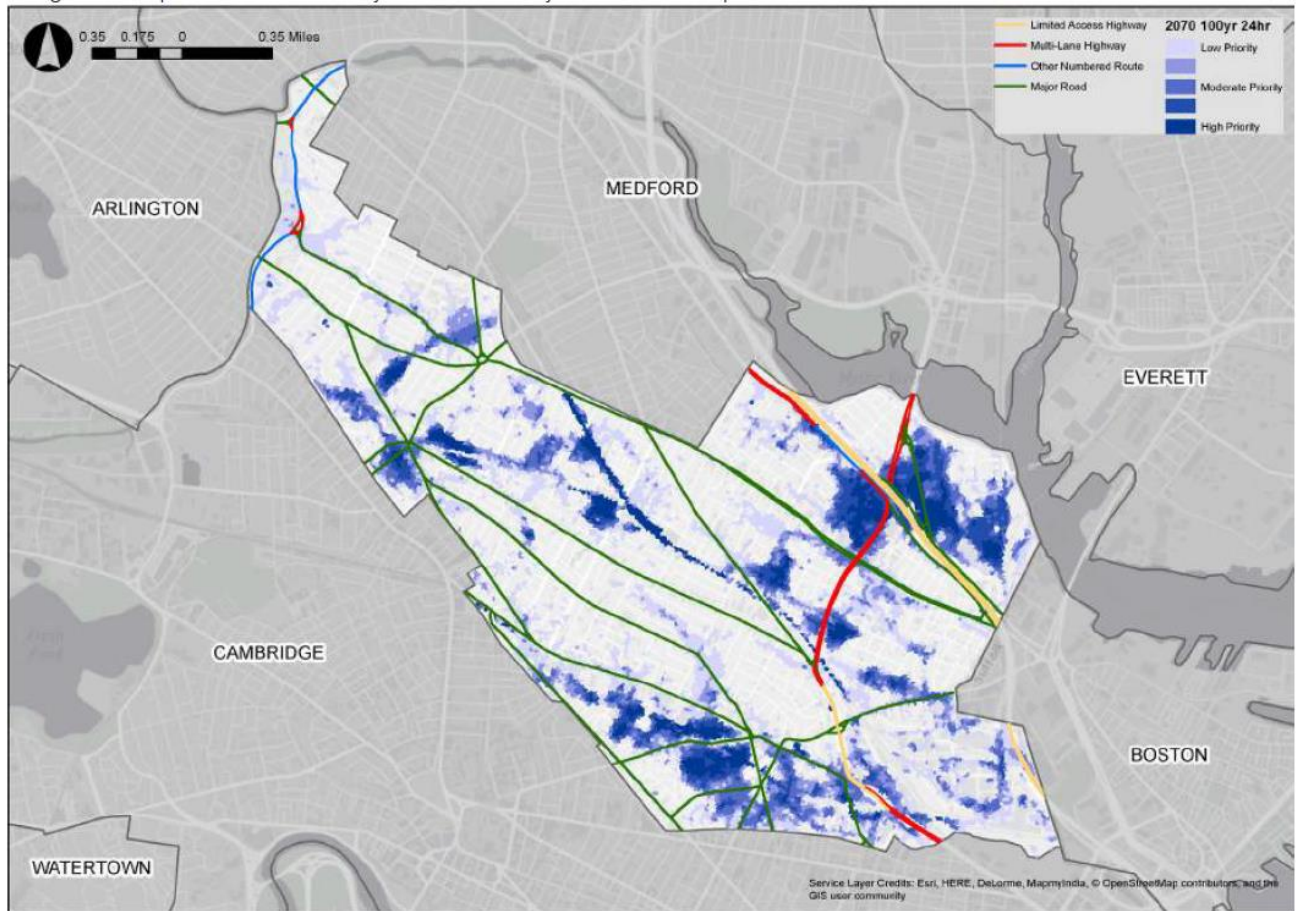 0.35 0.175 0 0.35 Miles
Limited Access Highway
Multi-Lane Highway
Other Numbered Route
Major Road
2070 100yr 24hr
Low Priority
Moderate Priority
High Priority
MEDFORD
ARLINGTON
EVERETT
CAMBRIDGE
BOSTON
WATERTOWN
Service Layer Credits: Esri, HERE, DeLorme, MapmyIndia, © OpenStreetMap contributors, and the
GIS user community